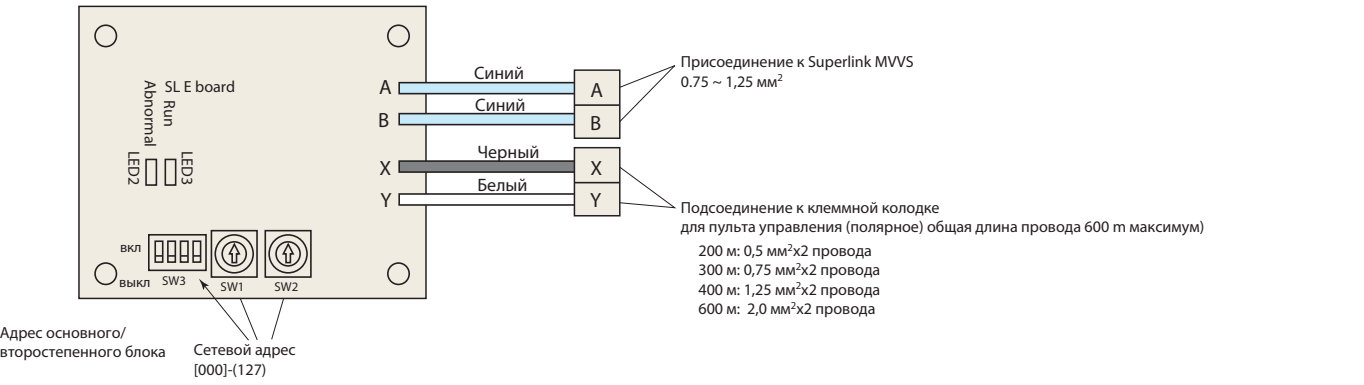 SL E board
Abnormal
Run
LED2
LED3
A
Синий
A
B
Синий
B
X
Черный
X
Y
Белый
Y
Присоединение к Superlink MVVS
0.75 ~ 1,25 мм²
Подсоединение к клеммной колодке
для пульта управления (полярное) общая длина провода 600 m максимум)
200 м: 0,5 мм²x2 провода
300 м: 0,75 мм²x2 провода
400 м: 1,25 мм²x2 провода
600 м: 2,0 мм²x2 провода
вкл
выкл
SW3
SW1
SW2
Адрес основного/
второстепенного блока
Сетевой адрес
[000]-(127)